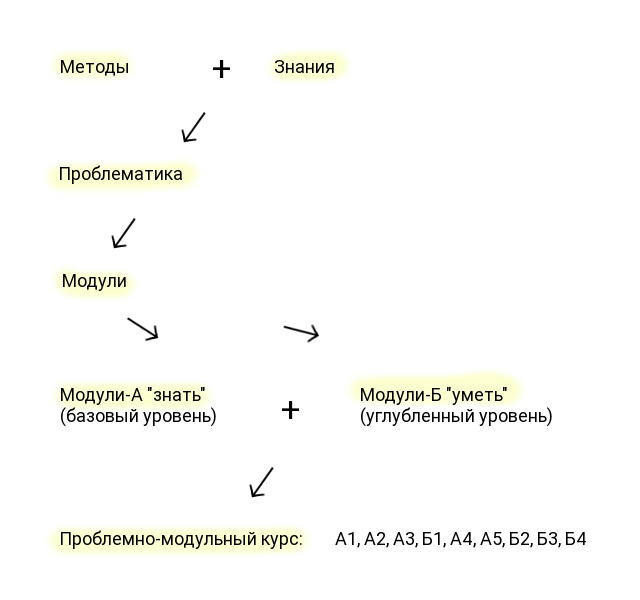 Методы + Знания
Проблематика
Модули
Модули-А "знать" + Модули-Б "уметь"
(базовый уровень) (углубленный уровень)
Проблемно-модульный курс: А1, А2, А3, Б1, А4, А5, Б2, Б3, Б4